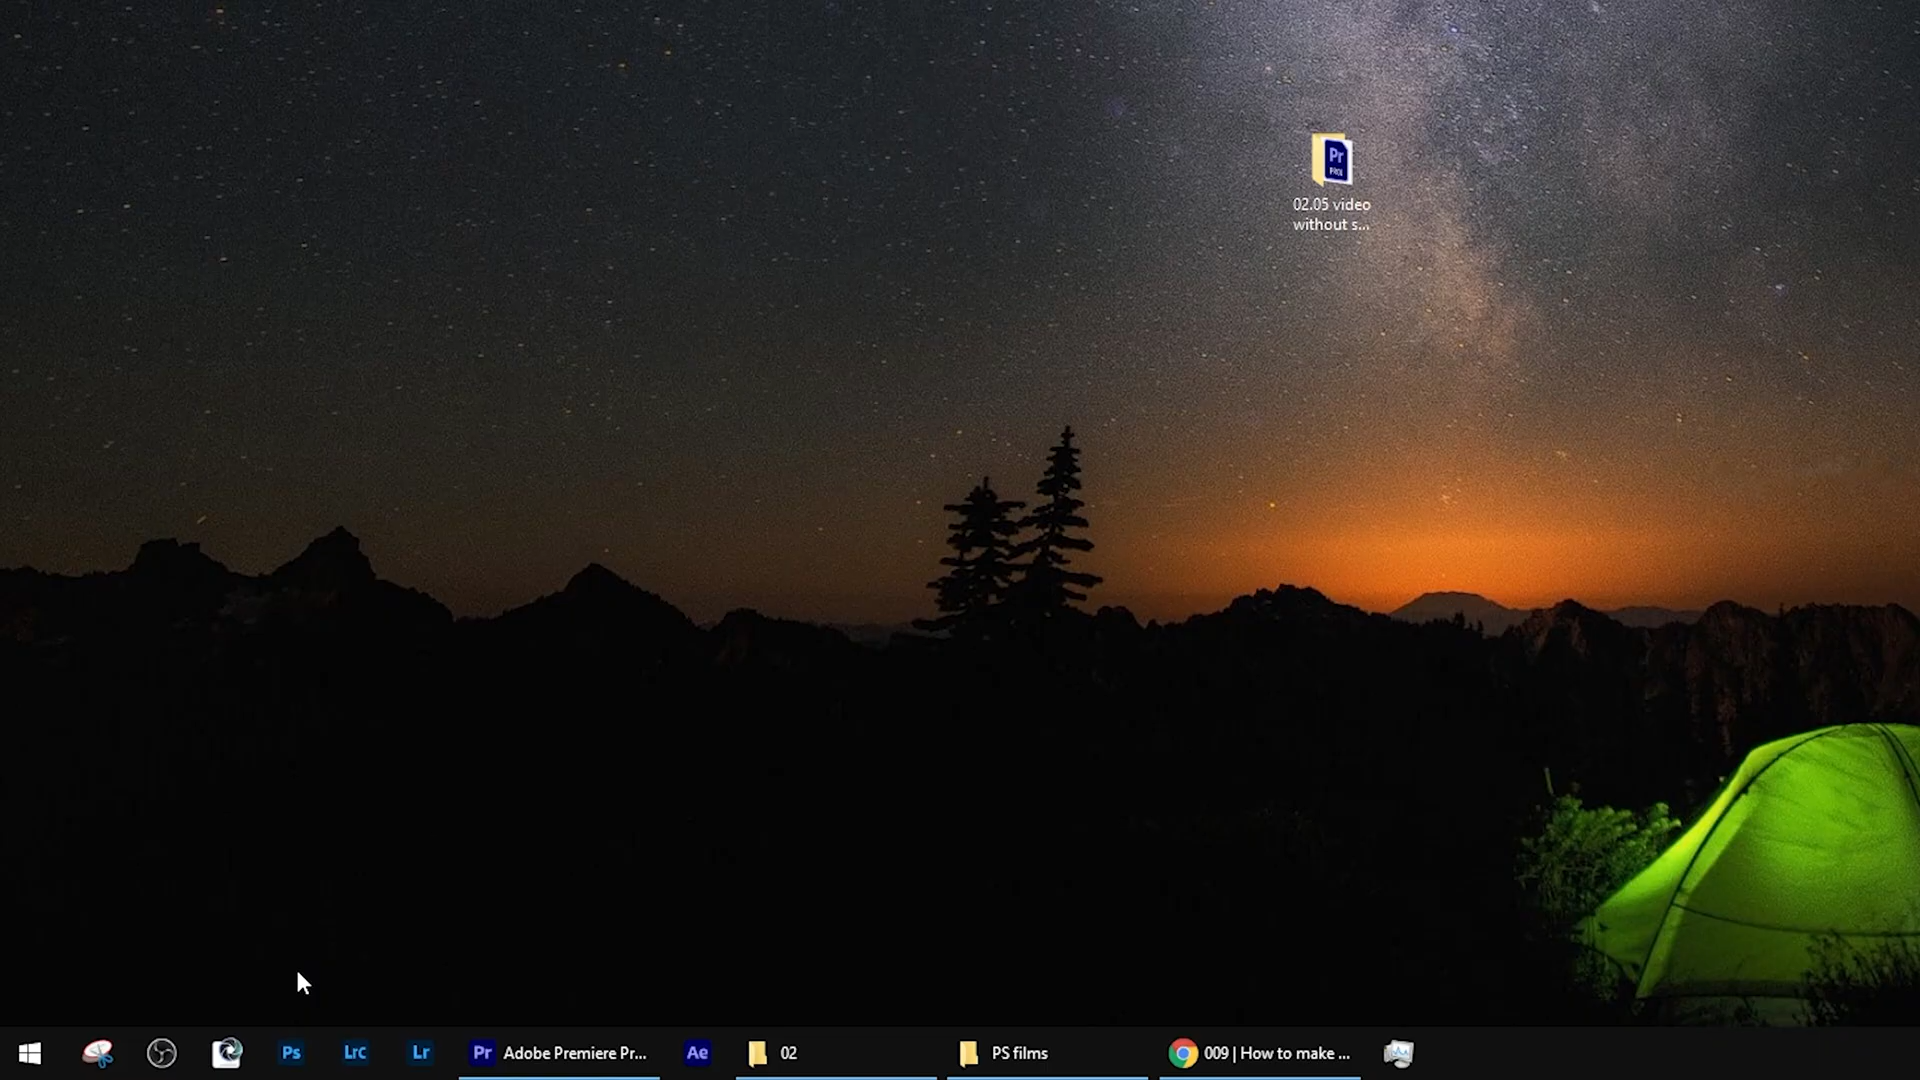 Pr
PROJ
02.05 video
without s...
Ps
LrC
Lr
Pr
Adobe Premiere Pr...
Ae
02
PS films
009 | How to make ...